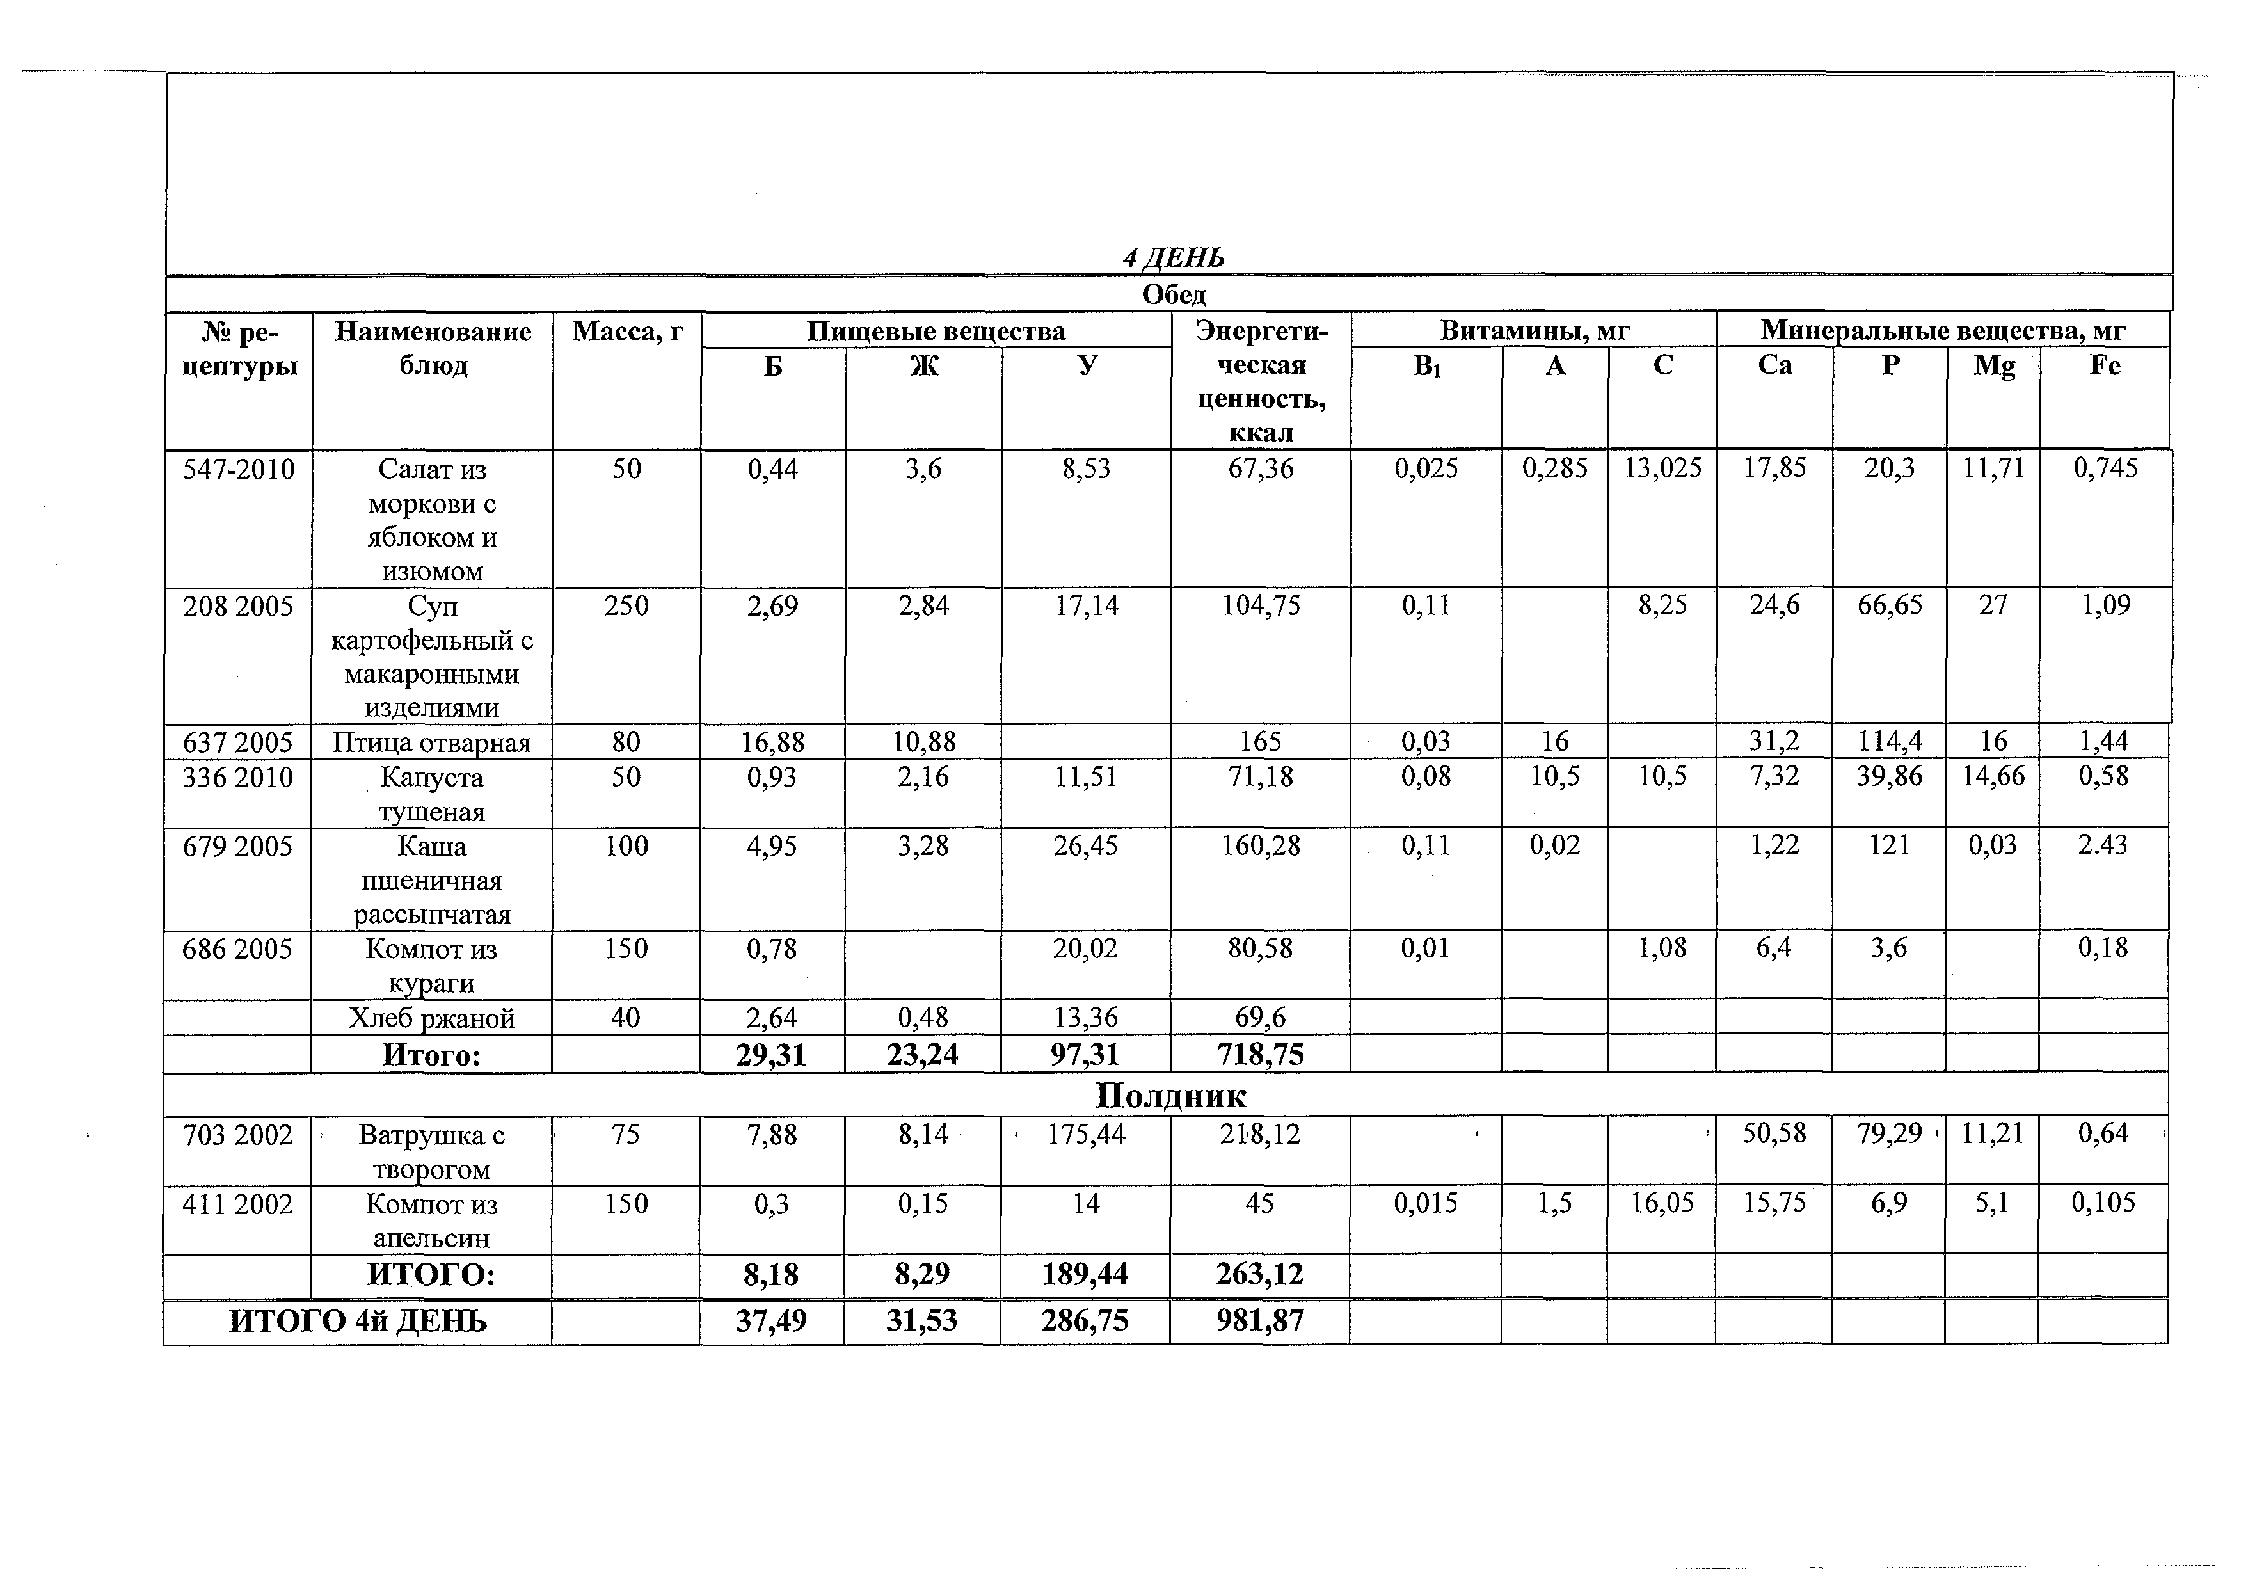 4 ДЕНЬ
Обед
№ ре-
цептуры
Наименование
блюд
Масса, г
Пищевые вещества
Энергети-
ческая
ценность,
ккал
Витамины, мг
Минеральные вещества, мг
Б Ж У B1 A C Ca P Mg Fe
547-2010 Салат из 50 0,44 3,6 8,53 67,36 0,025 0,285 13,025 17,85 20,3 11,71 0,745
моркови с
яблоком и
изюмом
208 2005 Суп 250 2,69 2,84 17,14 104,75 0,11 8,25 24,6 66,65 27 1,09
картофельный с
макаронными
изделиями
637 2005 Птица отварная 80 16,88 10,88 165 0,03 16 31,2 114,4 16 1,44
336 2010 Капуста 50 0,93 2,16 11,51 71,18 0,08 10,5 10,5 7,32 39,86 14,66 0,58
тушеная
679 2005 Каша 100 4,95 3,28 26,45 160,28 0,11 0,02 1,22 121 0,03 2.43
пшеничная
рассыпчатая
686 2005 Компот из 150 0,78 20,02 80,58 0,01 1,08 6,4 3,6 0,18
кураги
Хлеб ржаной 40 2,64 0,48 13,36 69,6
Итого: 29,31 23,24 97,31 718,75
Полдник
703 2002 Ватрушка с 75 7,88 8,14 175,44 218,12 50,58 79,29 11,21 0,64
творогом
411 2002 Компот из 150 0,3 0,15 14 45 0,015 1,5 16,05 15,75 6,9 5,1 0,105
апельсин
ИТОГО: 8,18 8,29 189,44 263,12
ИТОГО 4й ДЕНЬ 37,49 31,53 286,75 981,87